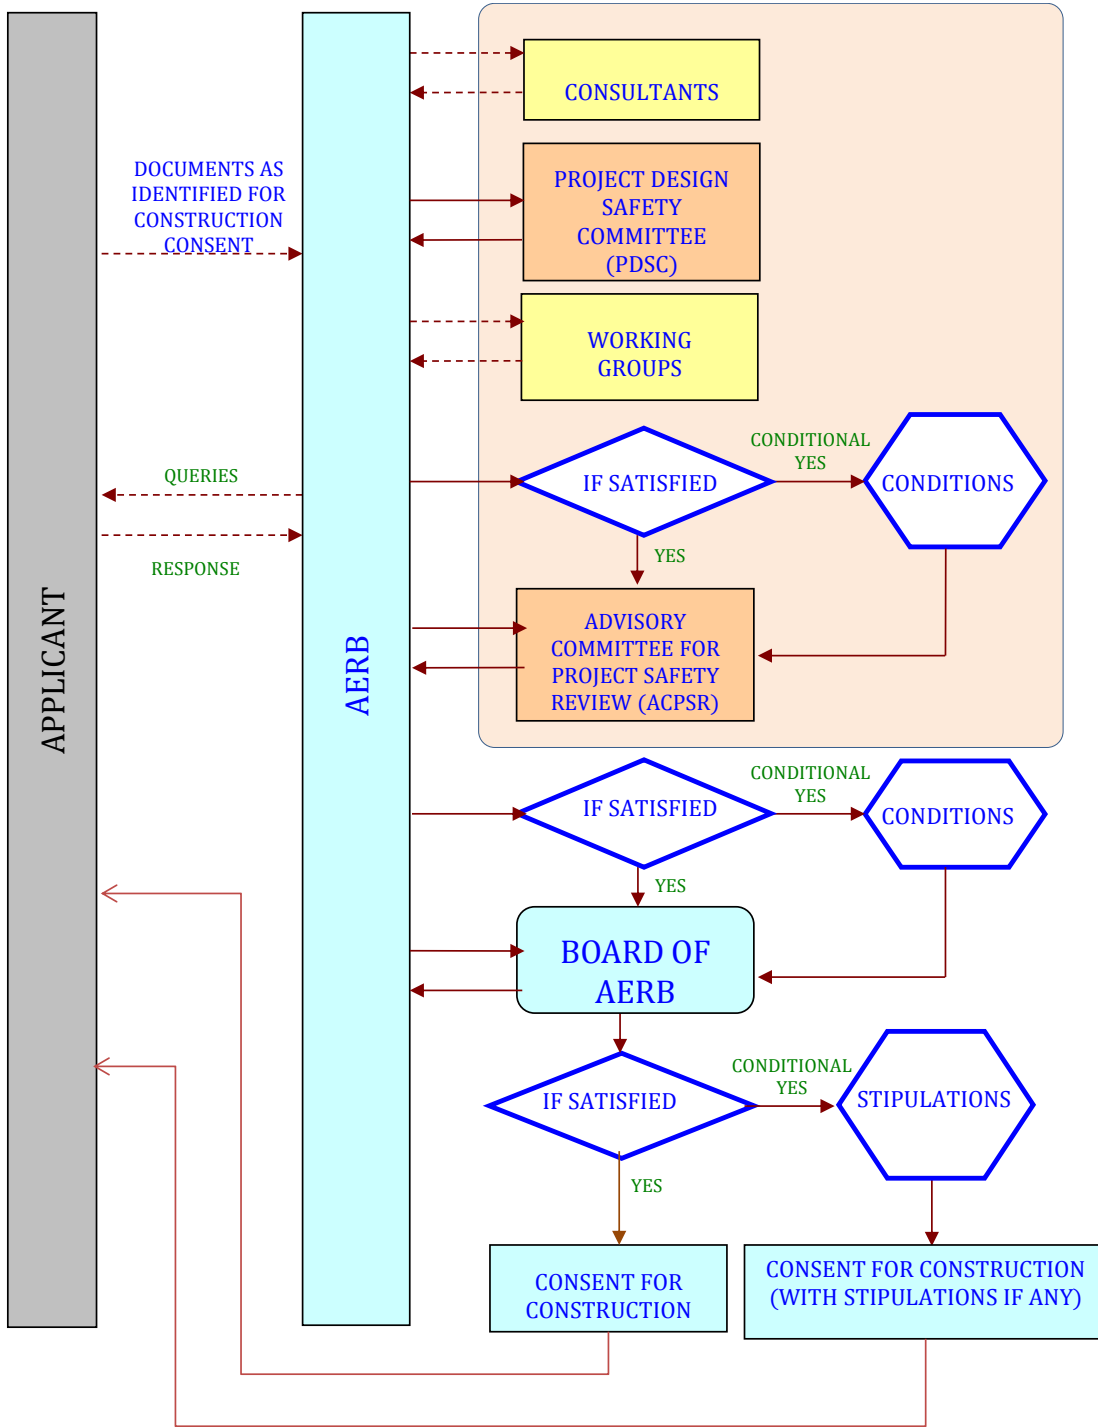 CONSULTANTS
DOCUMENTS AS
IDENTIFIED FOR
CONSTRUCTION
CONSENT
PROJECT DESIGN
SAFETY
COMMITTEE
(PDSC)
WORKING
GROUPS
QUERIES
RESPONSE
IF SATISFIED
CONDITIONAL
YES
CONDITIONS
YES
APPLICANT
AERB
ADVISORY
COMMITTEE FOR
PROJECT SAFETY
REVIEW (ACPSR)
IF SATISFIED
CONDITIONAL
YES
CONDITIONS
YES
BOARD OF
AERB
IF SATISFIED
CONDITIONAL
YES
STIPULATIONS
YES
CONSENT FOR
CONSTRUCTION
CONSENT FOR CONSTRUCTION
(WITH STIPULATIONS IF ANY)